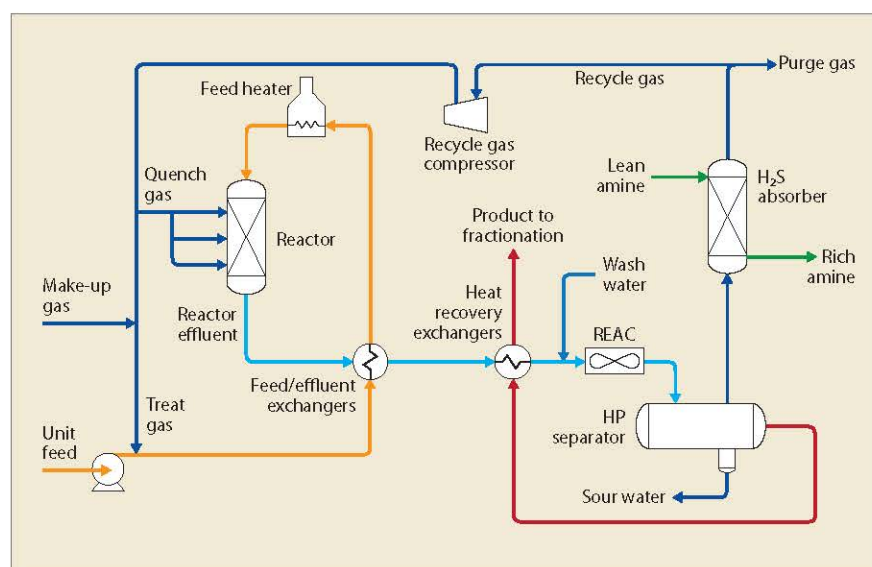 Purge gas
Recycle gas
Feed heater
Recycle gas
compressor
Lean
amine
H₂S
absorber
Quench
gas
Reactor
Product to
fractionation
Rich
amine
Make-up
gas
Reactor
effluent
Heat
recovery
exchangers
Wash
water
REAC
Feed/effluent
exchangers
Treat
gas
HP
separator
Unit
feed
Sour water